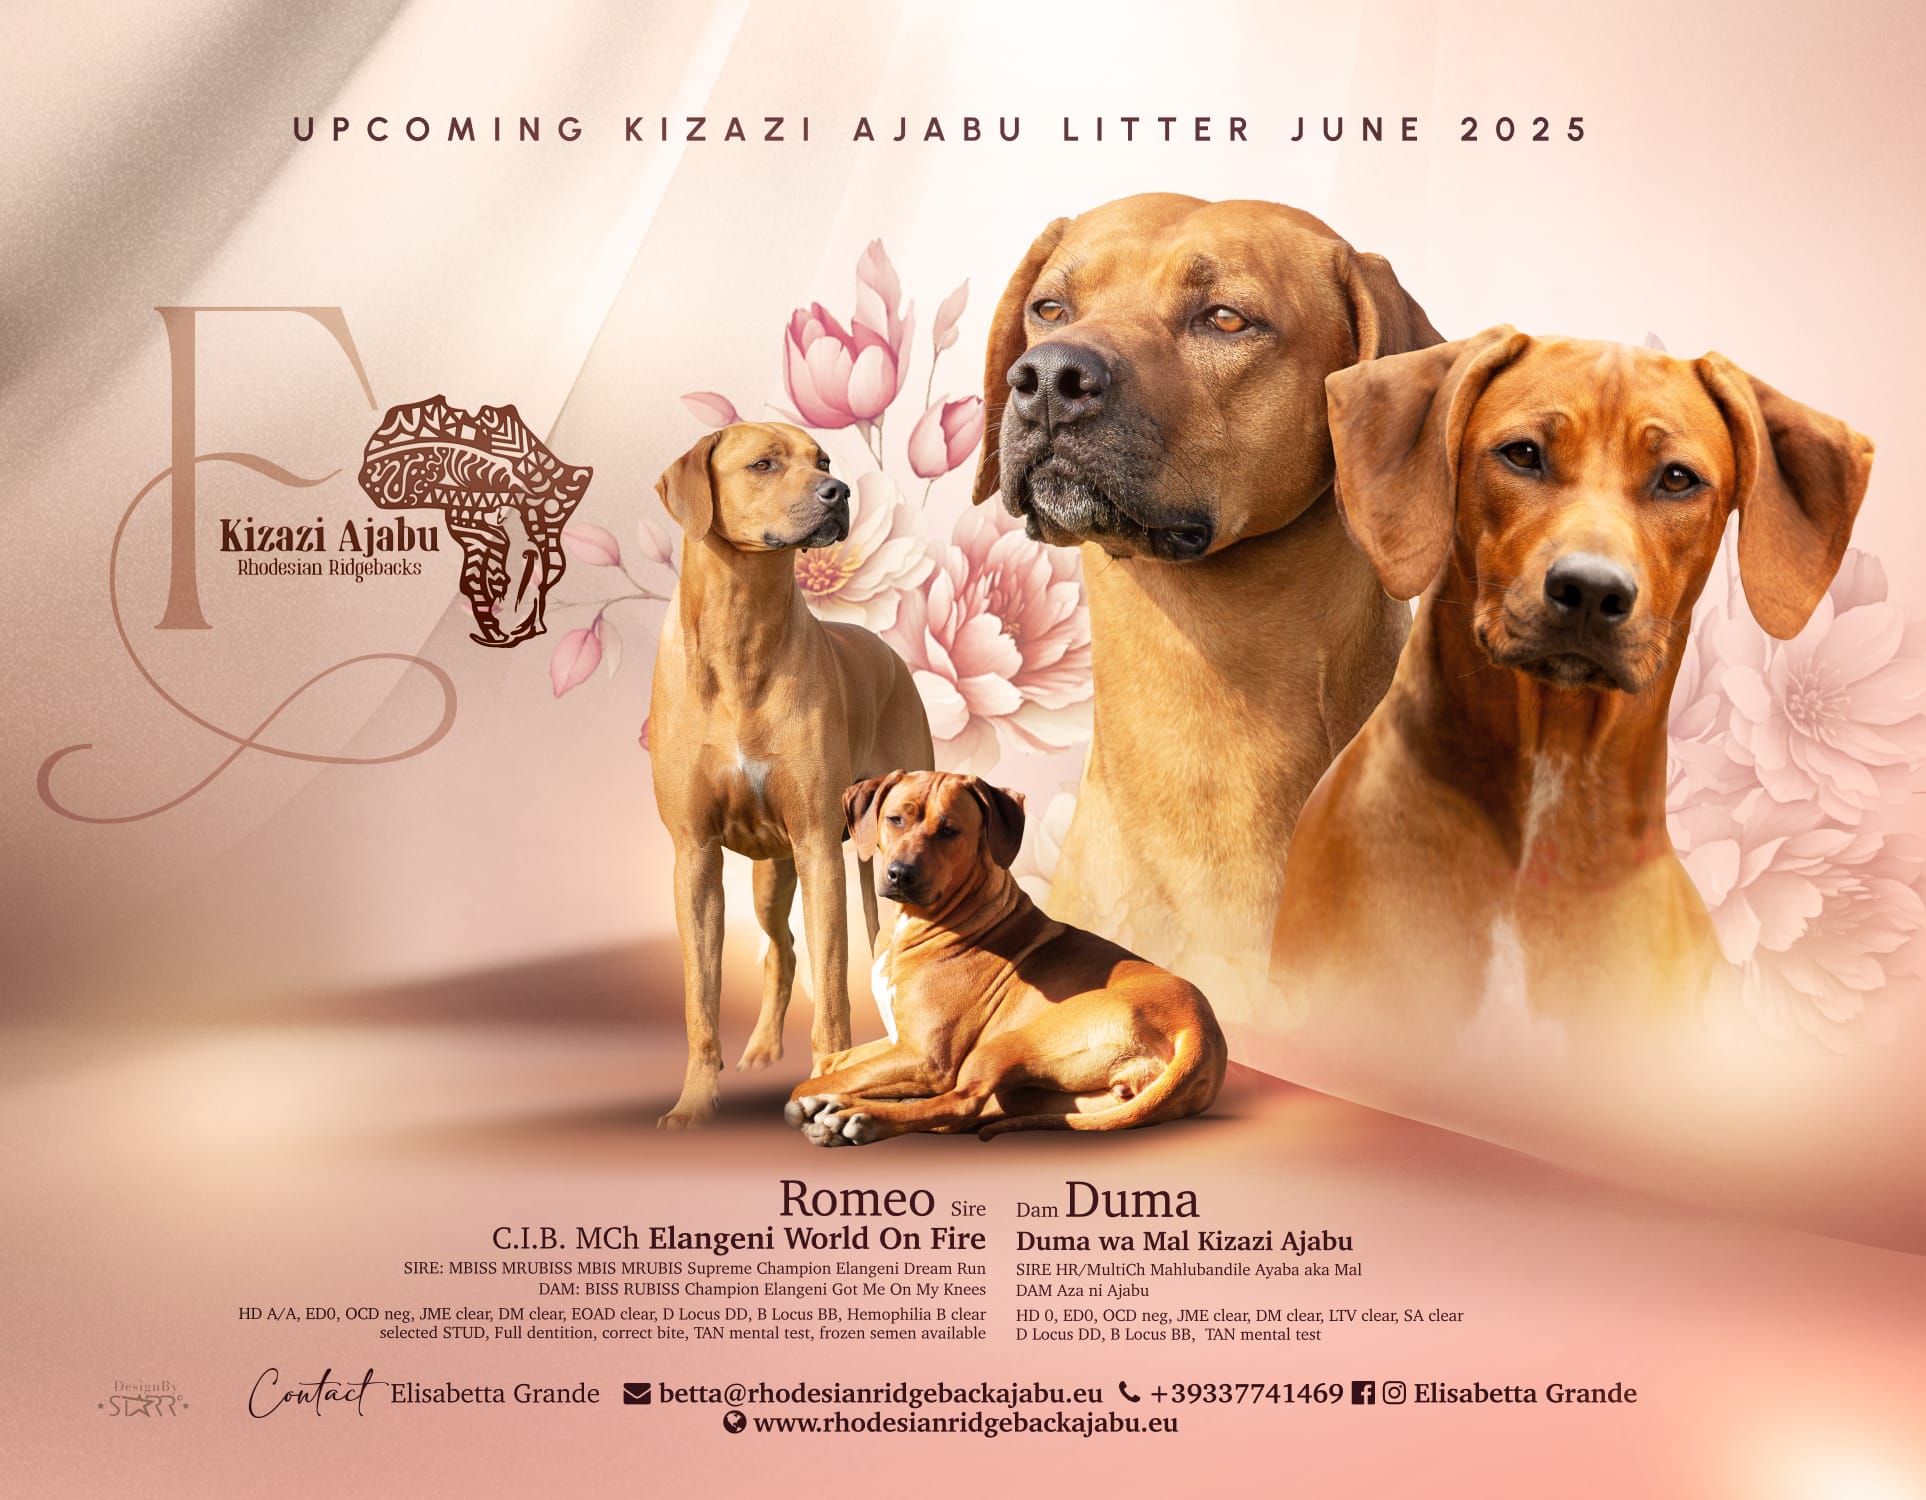 UPCOMING KIZAZI AJABU LITTER JUNE 2025
F
Kizazi Ajabu
Rhodesian Ridgebacks
Romeo Sire
C.I.B. MCh Elangeni World On Fire
SIRE: MBISS MRUBISS MBIS MRUBIS Supreme Champion Elangeni Dream Run
DAM: BISS RUBISS Champion Elangeni Got Me On My Knees
HD A/A, ED0, OCD neg, JME clear, DM clear, EOAD clear, D Locus DD, B Locus BB, Hemophilia B clear
selected STUD, Full dentition, correct bite, TAN mental test, frozen semen available
Dam Duma
Duma wa Mal Kizazi Ajabu
SIRE HR/MultiCh Mahlubandile Ayaba aka Mal
DAM Aza ni Ajabu
HD 0, ED0, OCD neg, JME clear, DM clear, LTV clear, SA clear
D Locus DD, B Locus BB, TAN mental test
DesignBy
STARR
Contact Elisabetta Grande betta@rhodesianridgebackajabu.eu +39337741469 Elisabetta Grande
www.rhodesianridgebackajabu.eu